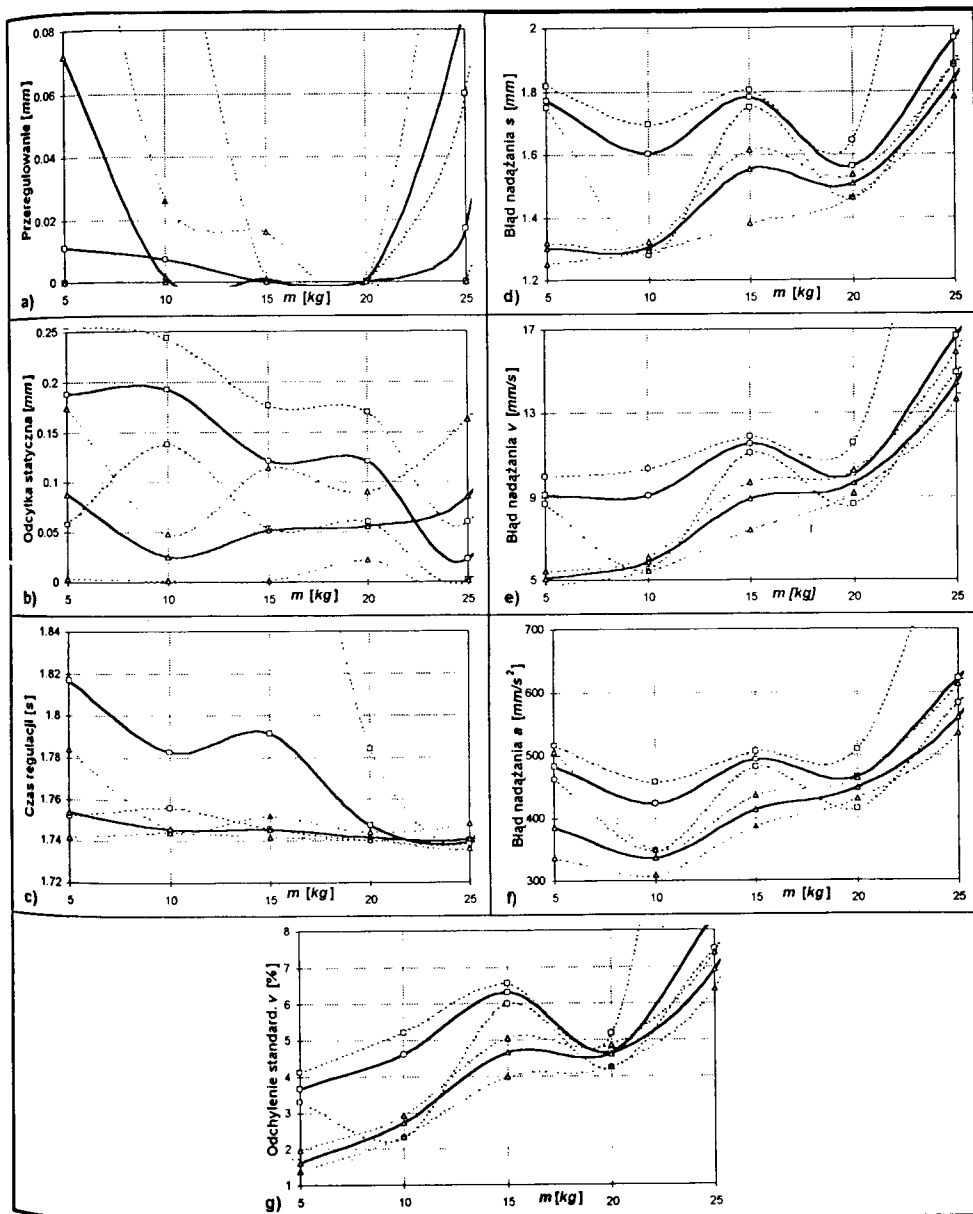 0.08
0.06
0.04
0.02
0
Przeregulowanie [mm]
a)
5 10 15 20 25
m [kg]
2
1.8
1.6
1.4
1.2
Błąd nadążania s [mm]
d)
5 10 15 20 25
m [kg]
0.25
0.2
0.15
0.1
0.05
0
Odcyłka statyczna [mm]
b)
5 10 15 20 25
m [kg]
17
13
9
5
Błąd nadążania v [mm/s]
e)
5 10 15 20 25
m [kg]
1.84
1.82
1.8
1.78
1.76
1.74
1.72
Czas regulacji [s]
c)
5 10 15 20 25
m [kg]
700
600
500
400
300
Błąd nadążania a [mm/s²]
f)
5 10 15 20 25
m [kg]
8
7
6
5
4
3
2
1
Odchylenie standard. v [%]
g)
5 10 15 20 25
m [kg]